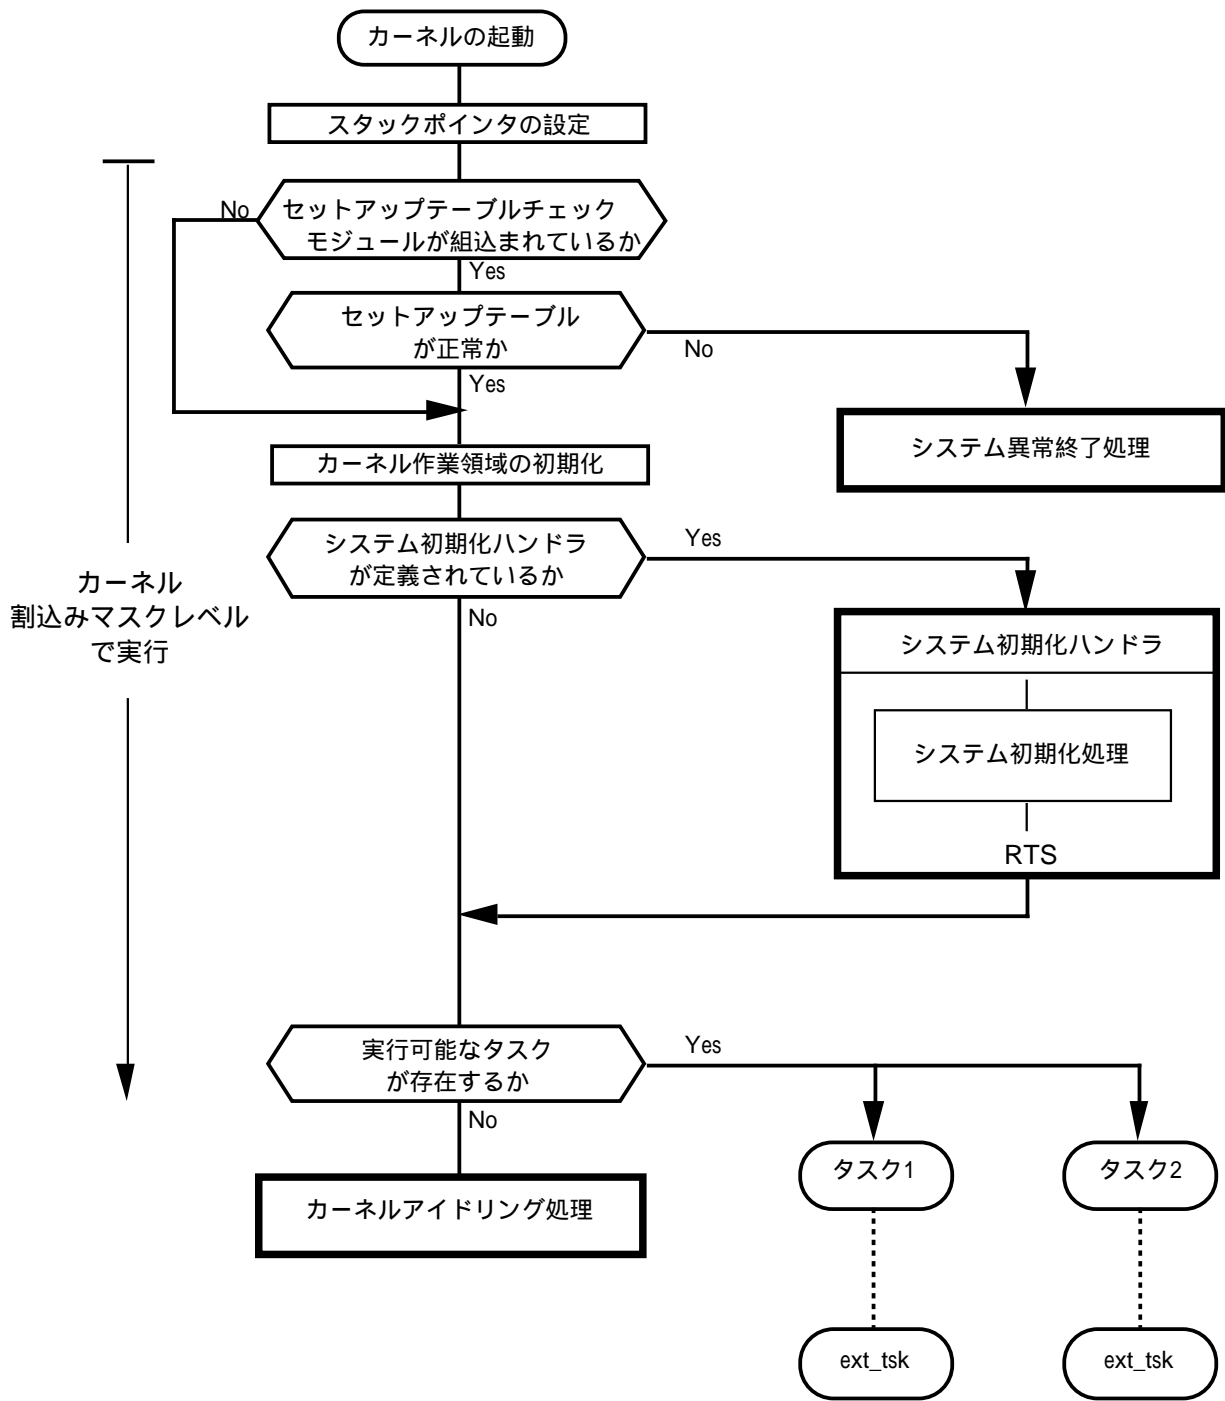 カーネルの起動
スタックポインタの設定
No
セットアップテーブルチェック
モジュールが組込まれているか
Yes
セットアップテーブル
が正常か
No
Yes
システム異常終了処理
カーネル作業領域の初期化
システム初期化ハンドラ
が定義されているか
Yes
No
カーネル
割込みマスクレベル
で実行
システム初期化ハンドラ
システム初期化処理
RTS
実行可能なタスク
が存在するか
Yes
No
カーネルアイドリング処理
タスク1
タスク2
ext_tsk
ext_tsk